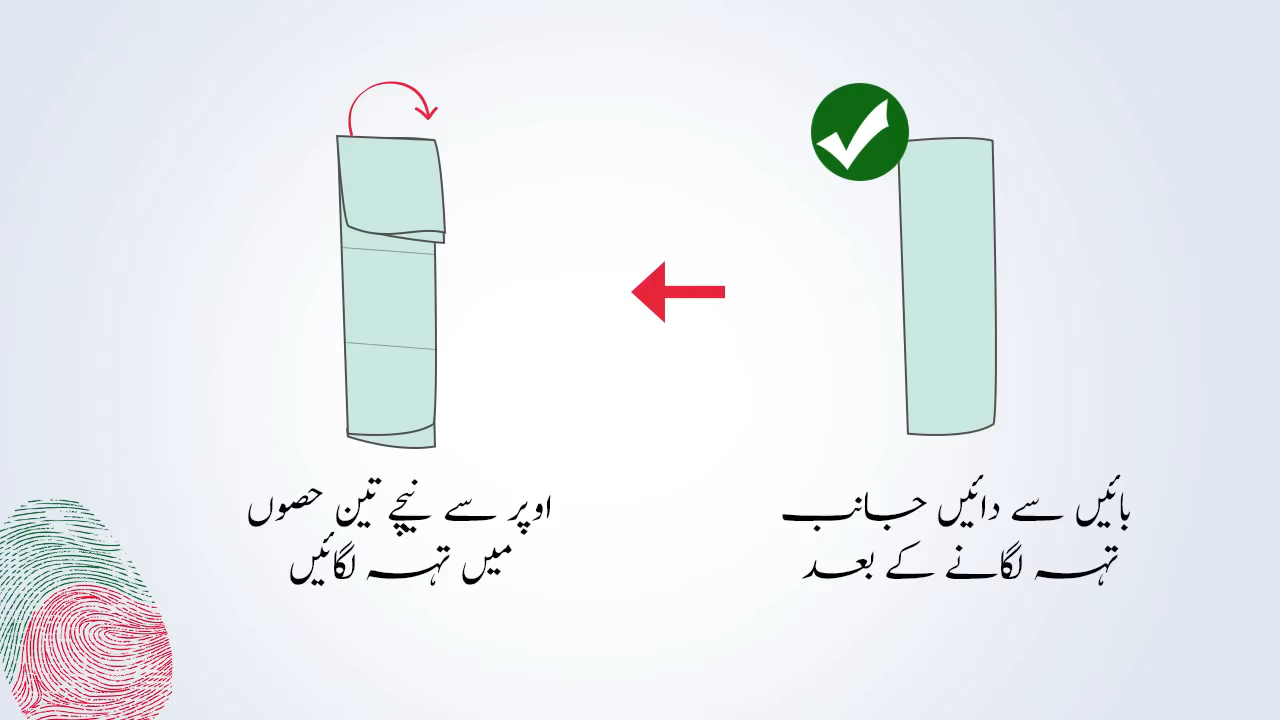 بائیں سے دائیں جانب
تہہ لگانے کے بعد
اوپر سے نیچے تین حصوں
میں تہہ لگائیں